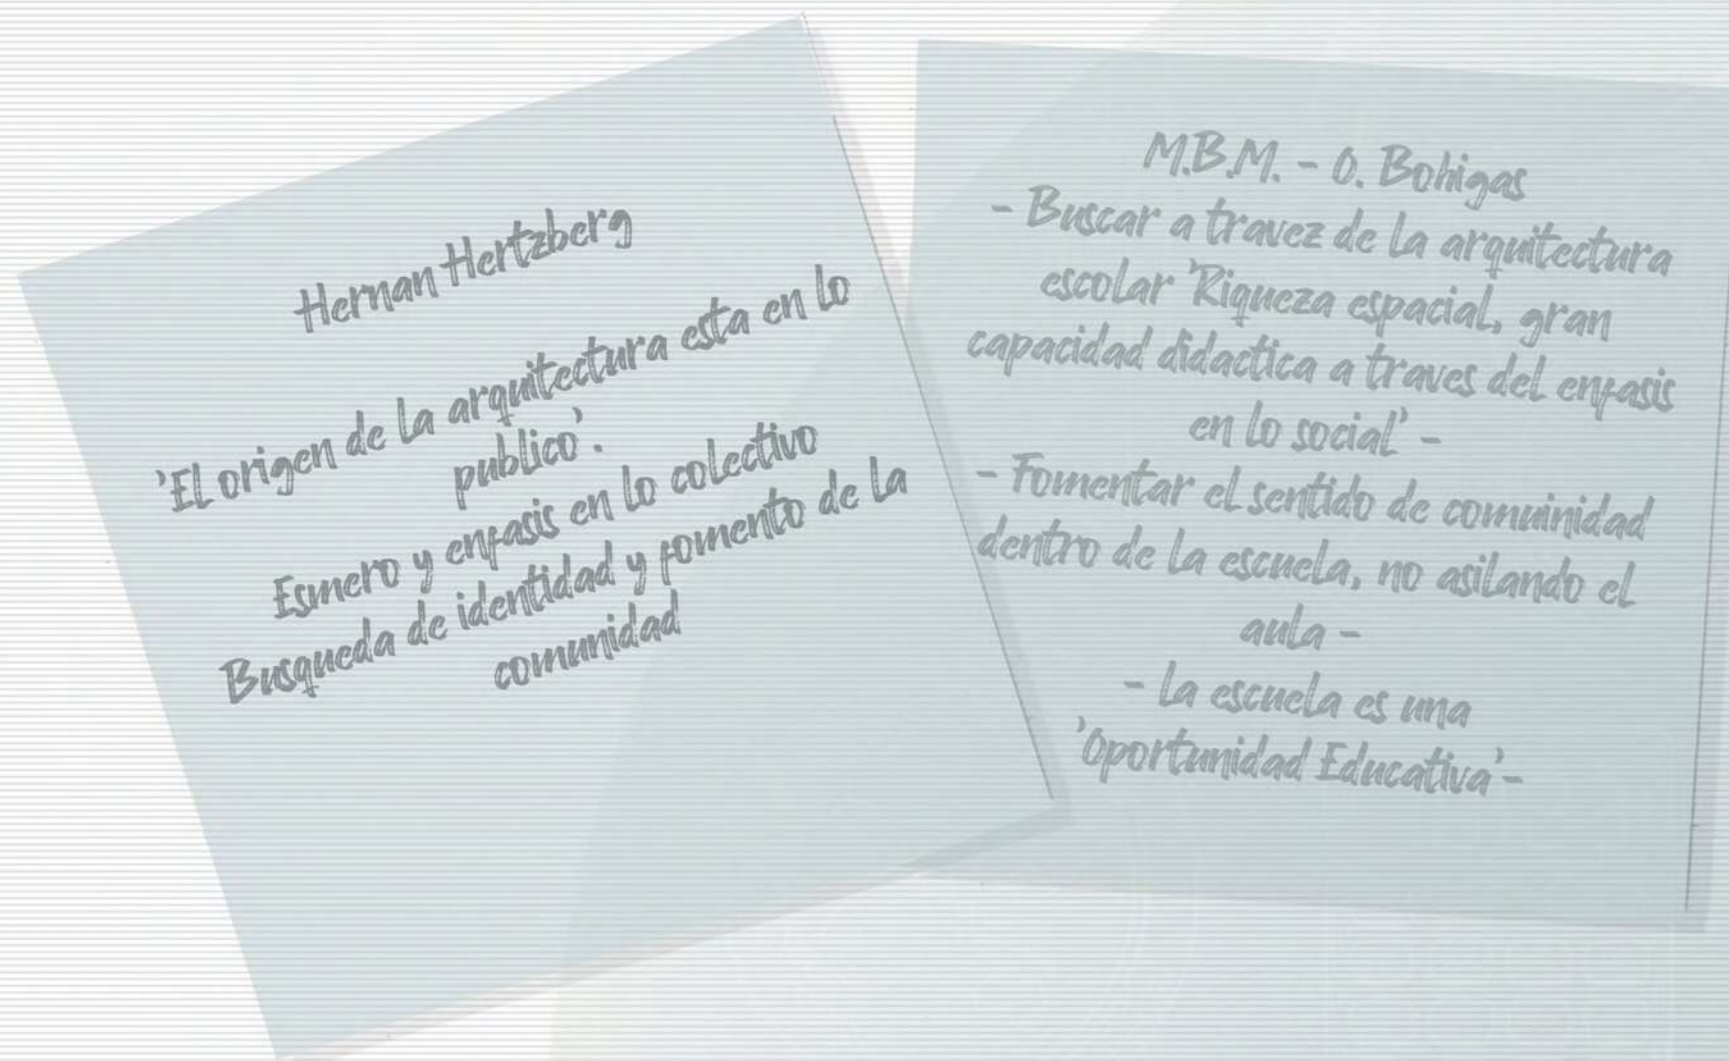 Hernan Hertzberg
'El origen de la arquitectura esta en lo
publico'.
Esmero y enfasis en lo colectivo
Busqueda de identidad y fomento de la
comunidad
M.B.M. - O. Bohigas
- Buscar a travez de la arquitectura
escolar 'Riqueza espacial, gran
capacidad didactica a traves del enfasis
en lo social' -
- Fomentar el sentido de comuinidad
dentro de la escuela, no asilando el
aula -
- La escuela es una
'Oportunidad Educativa'-